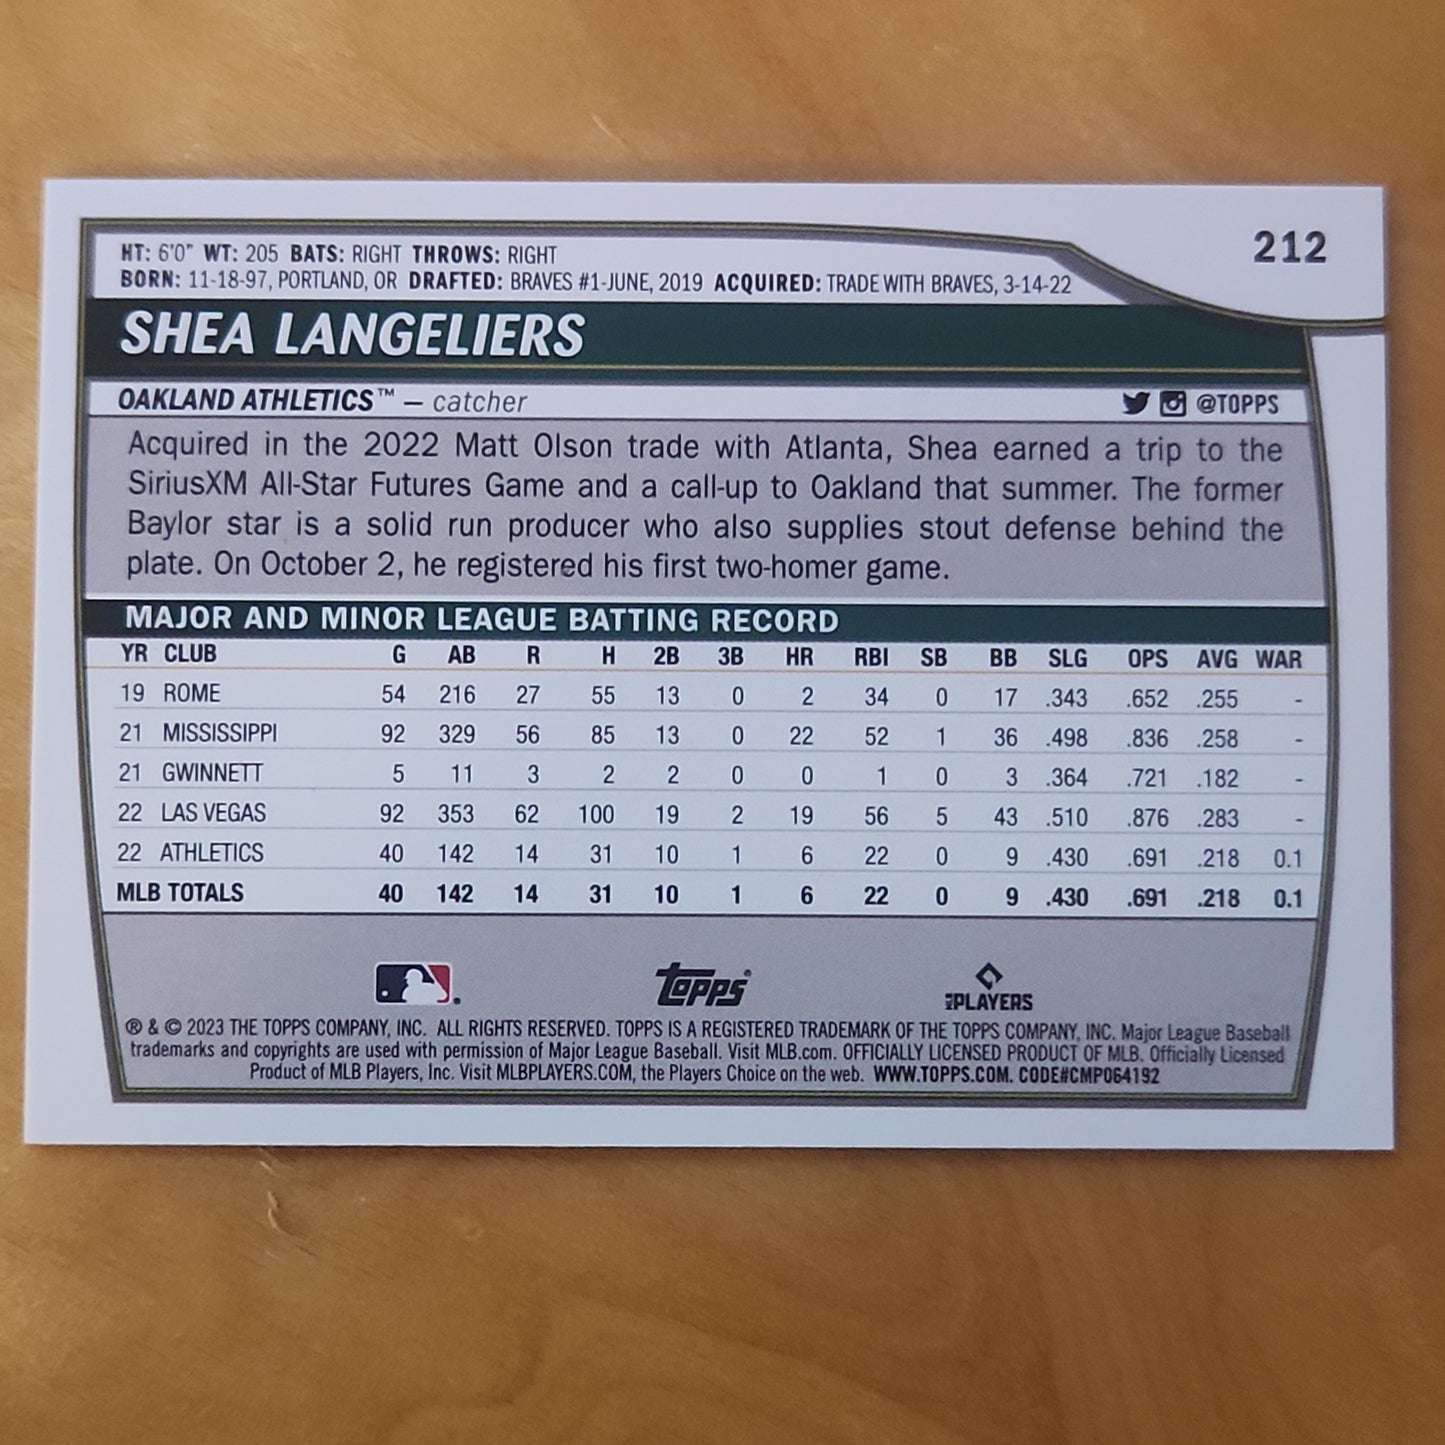 212
HT: 6'0" WT: 205 BATS: RIGHT THROWS: RIGHT
BORN: 11-18-97, PORTLAND, OR DRAFTED: BRAVES #1-JUNE, 2019 ACQUIRED: TRADE WITH BRAVES, 3-14-22
SHEA LANGELIERS
OAKLAND ATHLETICS™ – catcher @TOPPS
Acquired in the 2022 Matt Olson trade with Atlanta, Shea earned a trip to the
SiriusXM All-Star Futures Game and a call-up to Oakland that summer. The former
Baylor star is a solid run producer who also supplies stout defense behind the
plate. On October 2, he registered his first two-homer game.
MAJOR AND MINOR LEAGUE BATTING RECORD
YR CLUB G AB R H 2B 3B HR RBI SB BB SLG OPS AVG WAR
19 ROME 54 216 27 55 13 0 2 34 0 17 .343 .652 .255 -
21 MISSISSIPPI 92 329 56 85 13 0 22 52 1 36 .498 .836 .258 -
21 GWINNETT 5 11 3 2 2 0 0 1 0 3 .364 .721 .182 -
22 LAS VEGAS 92 353 62 100 19 2 19 56 5 43 .510 .876 .283 -
22 ATHLETICS 40 142 14 31 10 1 6 22 0 9 .430 .691 .218 0.1
MLB TOTALS 40 142 14 31 10 1 6 22 0 9 .430 .691 .218 0.1
Topps® MLB PLAYERS
® & © 2023 THE TOPPS COMPANY, INC. ALL RIGHTS RESERVED. TOPPS IS A REGISTERED TRADEMARK OF THE TOPPS COMPANY, INC. Major League Baseball
trademarks and copyrights are used with permission of Major League Baseball. Visit MLB.com. OFFICIALLY LICENSED PRODUCT OF MLB. Officially Licensed
Product of MLB Players, Inc. Visit MLBPLAYERS.COM, the Players Choice on the web. WWW.TOPPS.COM. CODE#CMP064192